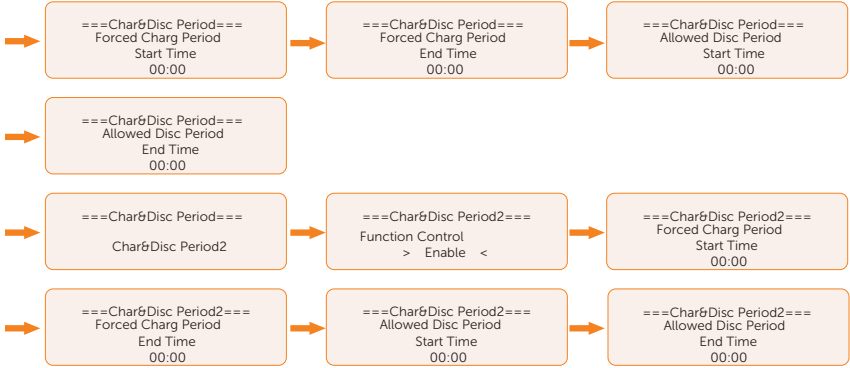 ===Char&Disc Period===
Forced Charg Period
Start Time
00:00
===Char&Disc Period===
Forced Charg Period
End Time
00:00
===Char&Disc Period===
Allowed Disc Period
Start Time
00:00
===Char&Disc Period===
Allowed Disc Period
End Time
00:00
===Char&Disc Period===
Char&Disc Period2
===Char&Disc Period2===
Function Control
> Enable <
===Char&Disc Period2===
Forced Charg Period
Start Time
00:00
===Char&Disc Period2===
Forced Charg Period
End Time
00:00
===Char&Disc Period2===
Allowed Disc Period
Start Time
00:00
===Char&Disc Period2===
Allowed Disc Period
End Time
00:00